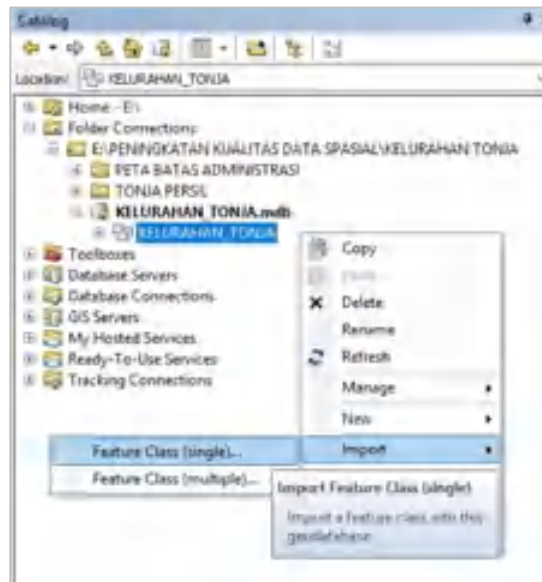 Catalog
Location: KELURAHAN_TONJA
Home - E:\
Folder Connections
E:\PENINGKATAN KUALITAS DATA SPASIAL\KELURAHAN TONJA
PETA BATAS ADMINISTRASI
TONJA PERSIL
KELURAHAN_TONJA.mdb
KELURAHAN_TONJA
Toolboxes
Database Servers
Database Connections
GIS Servers
My Hosted Services
Ready-To-Use Services
Tracking Connections
Copy
Delete
Rename
Refresh
Manage
New
Import
Feature Class (single)...
Feature Class (multiple)...
Import Feature Class (single)
Import a feature class into this
geodatabase